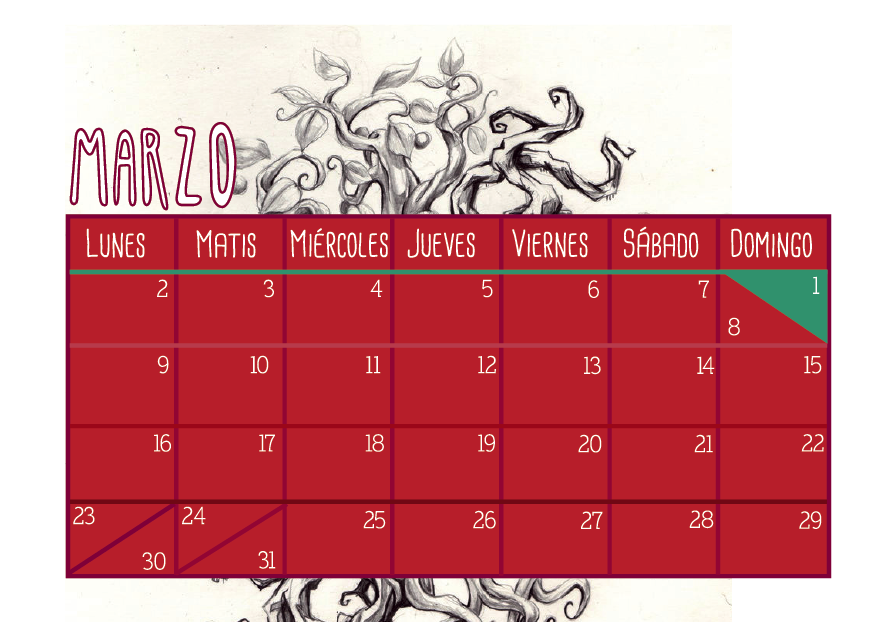 MARZO
LUNES MATIS MIÉRCOLES JUEVES VIERNES SÁBADO DOMINGO
2 3 4 5 6 7 1
8
9 10 11 12 13 14 15
16 17 18 19 20 21 22
23 24 25 26 27 28 29
30 31